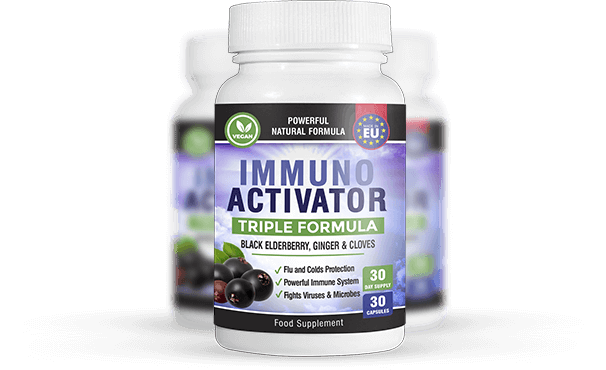 POWERFUL
NATURAL FORMULA
VEGAN
MADE IN
EU
IMMUNO
ACTIVATOR
TRIPLE FORMULA
BLACK ELDERBERRY, GINGER & CLOVES
✓ Flu and Colds Protection
✓ Powerful Immune System
✓ Fights Viruses & Microbes
30
DAY SUPPLY
30
CAPSULES
Food Supplement